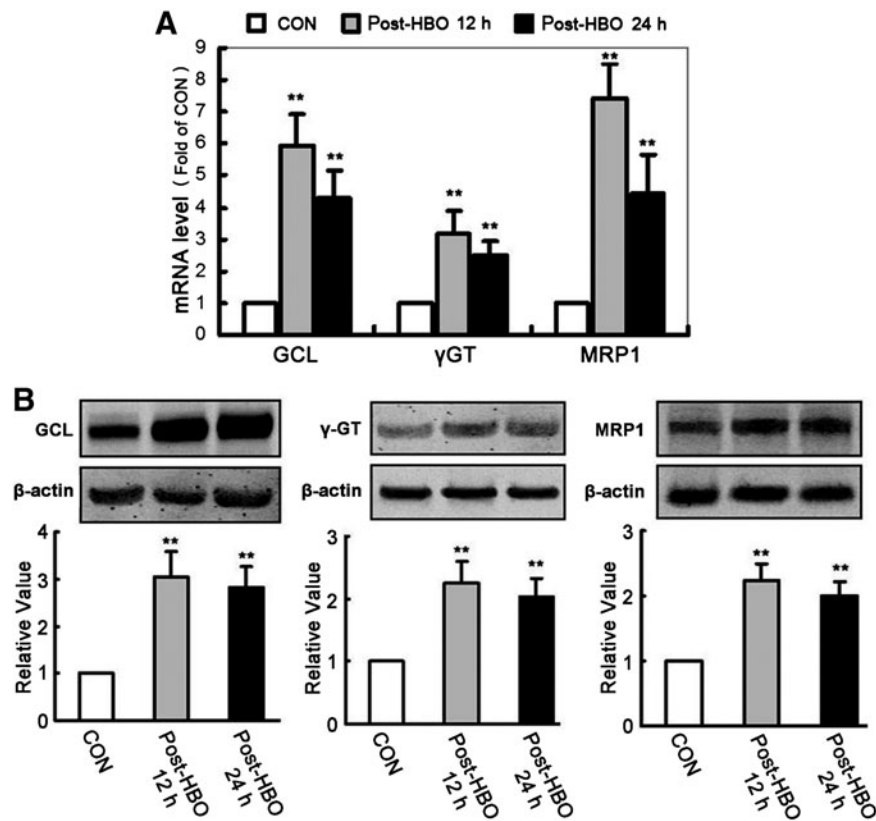 A
CON Post-HBO 12 h Post-HBO 24 h
mRNA level ( Fold of CON )
9
8
7
6
5
4
3
2
1
0
**
**
**
**
**
**
GCL γGT MRP1
B
GCL
β-actin
γ-GT
β-actin
MRP1
β-actin
Relative Value
4
3
2
1
0
**
**
CON
Post-HBO
12 h
Post-HBO
24 h
Relative Value
3
2
1
0
**
**
CON
Post-HBO
12 h
Post-HBO
24 h
Relative Value
3
2
1
0
**
**
CON
Post-HBO
12 h
Post-HBO
24 h